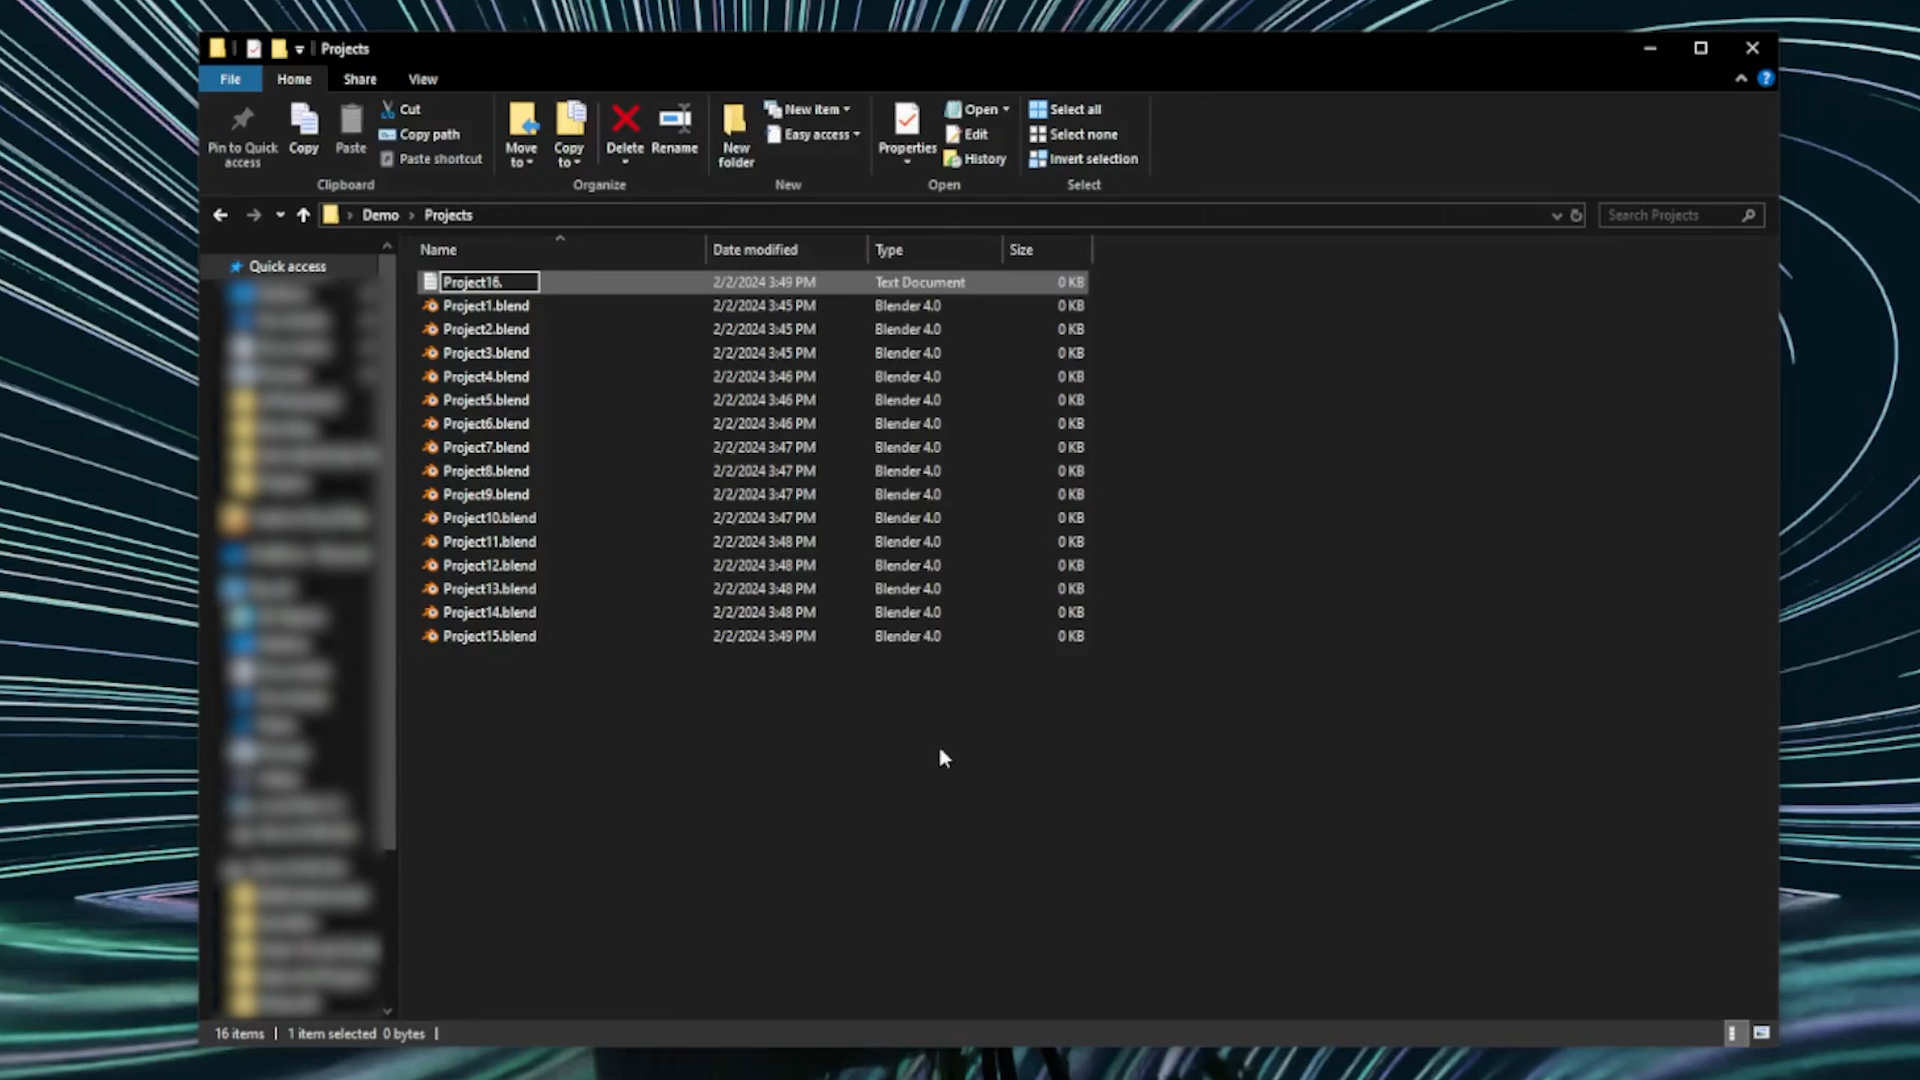 Projects
File Home Share View
Pin to Quick access
Copy
Paste
Cut
Copy path
Paste shortcut
Clipboard
Move to
Copy to
Delete
Rename
Organize
New folder
New item
Easy access
New
Properties
Open
Edit
History
Open
Select all
Select none
Invert selection
Select
Demo > Projects
Search Projects
Quick access
Name Date modified Type Size
Project16. 2/2/2024 3:49 PM Text Document 0 KB
Project1.blend 2/2/2024 3:45 PM Blender 4.0 0 KB
Project2.blend 2/2/2024 3:45 PM Blender 4.0 0 KB
Project3.blend 2/2/2024 3:45 PM Blender 4.0 0 KB
Project4.blend 2/2/2024 3:46 PM Blender 4.0 0 KB
Project5.blend 2/2/2024 3:46 PM Blender 4.0 0 KB
Project6.blend 2/2/2024 3:46 PM Blender 4.0 0 KB
Project7.blend 2/2/2024 3:47 PM Blender 4.0 0 KB
Project8.blend 2/2/2024 3:47 PM Blender 4.0 0 KB
Project9.blend 2/2/2024 3:47 PM Blender 4.0 0 KB
Project10.blend 2/2/2024 3:47 PM Blender 4.0 0 KB
Project11.blend 2/2/2024 3:48 PM Blender 4.0 0 KB
Project12.blend 2/2/2024 3:48 PM Blender 4.0 0 KB
Project13.blend 2/2/2024 3:48 PM Blender 4.0 0 KB
Project14.blend 2/2/2024 3:48 PM Blender 4.0 0 KB
Project15.blend 2/2/2024 3:49 PM Blender 4.0 0 KB
16 items | 1 item selected 0 bytes |